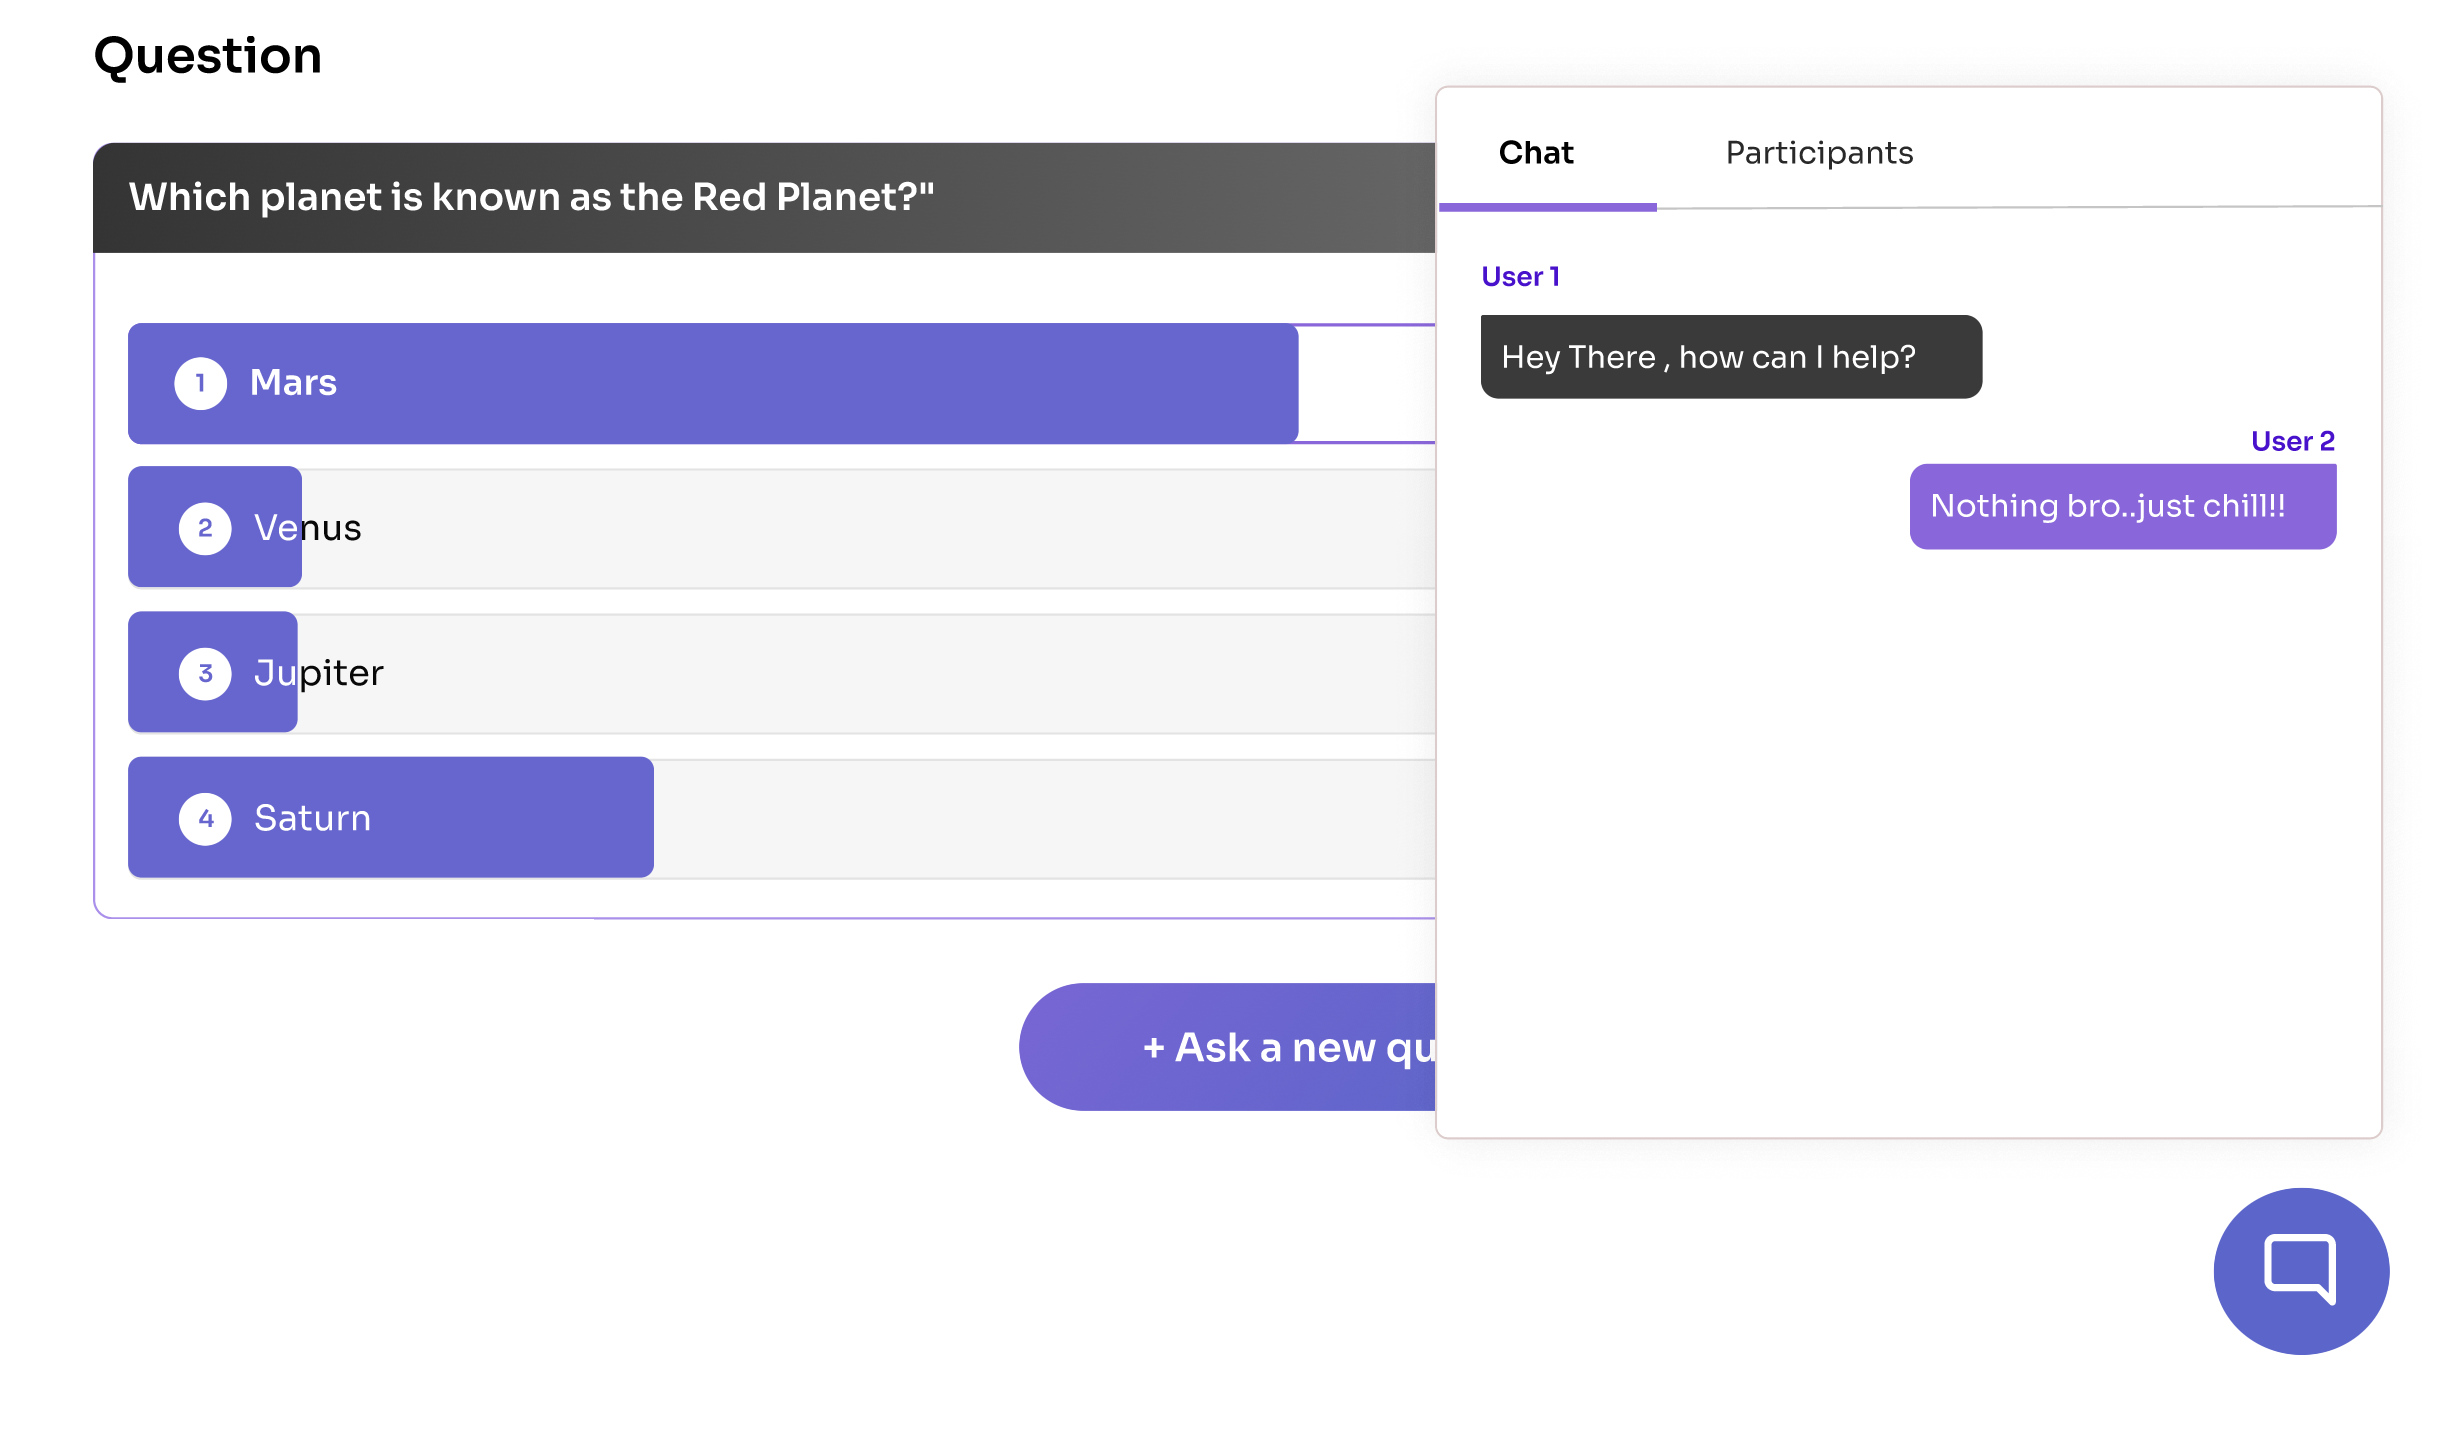 Question
Which planet is known as the Red Planet?"
1 Mars
2 Venus
3 Jupiter
4 Saturn
+ Ask a new qu
Chat Participants
User 1
Hey There , how can I help?
User 2
Nothing bro..just chill!!